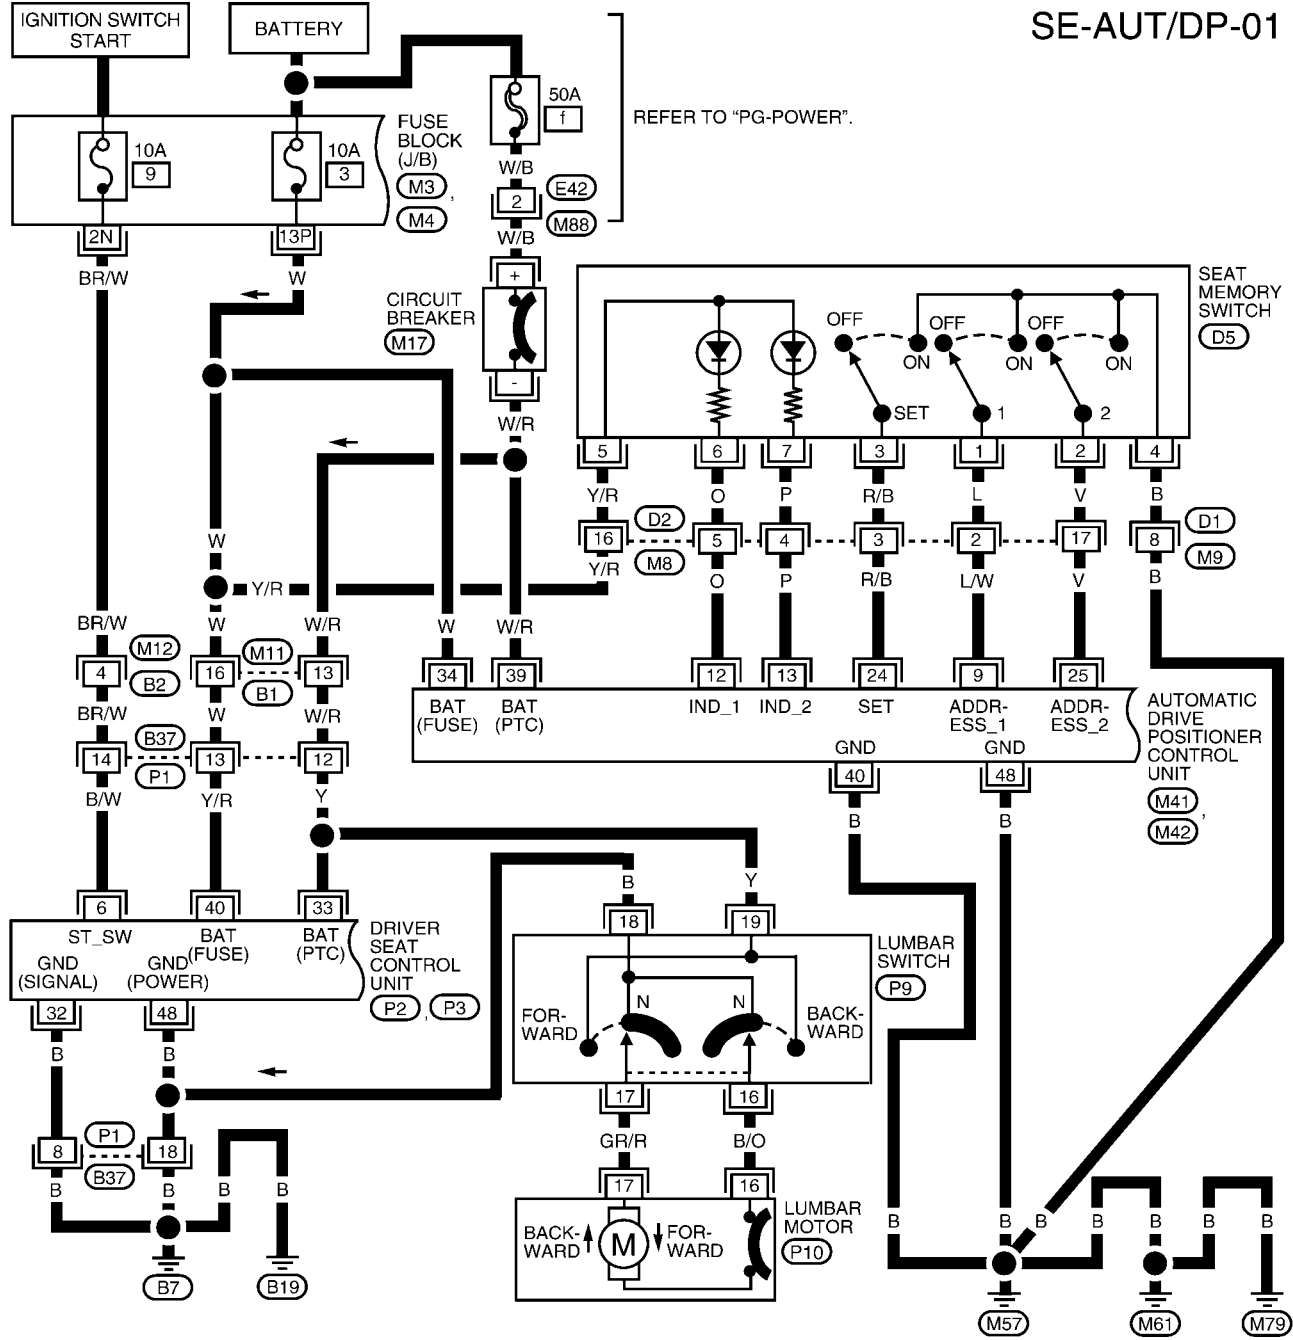 SE-AUT/DP-01
IGNITION SWITCH
START
BATTERY
50A
f
REFER TO "PG-POWER".
10A
9
10A
3
FUSE
BLOCK
(J/B)
M3 ,
M4
W/B
2
E42
M88
W/B
2N
13P
BR/W
W
+
CIRCUIT
BREAKER
M17
-
W/R
SEAT
MEMORY
SWITCH
D5
OFF
OFF
OFF
ON
ON
ON
SET
1
2
5
6
7
3
1
2
4
Y/R
O
P
R/B
L
V
B
D2
M8
16
5
4
3
2
17
8
D1
M9
Y/R
O
P
R/B
L/W
V
B
W
Y/R
BR/W
W
W/R
W
W/R
M12
B2
4
16
M11
B1
13
34
39
12
13
24
9
25
BAT
(FUSE)
BAT
(PTC)
IND_1
IND_2
SET
ADDR-
ESS_1
ADDR-
ESS_2
GND
GND
AUTOMATIC
DRIVE
POSITIONER
CONTROL
UNIT
M41 ,
M42
BR/W
W
W/R
14
B37
P1
13
12
40
48
B/W
Y/R
Y
B
B
B
Y
6
40
33
18
19
ST_SW
BAT
(FUSE)
BAT
(PTC)
GND
(SIGNAL)
GND
(POWER)
DRIVER
SEAT
CONTROL
UNIT
P2 , P3
LUMBAR
SWITCH
P9
N
N
FOR-
WARD
BACK-
WARD
32
48
B
B
17
16
GR/R
B/O
8
P1
B37
18
B
B
B
B
17
16
BACK-
WARD
M
FOR-
WARD
LUMBAR
MOTOR
P10
B
B
B
B
B
B
B
B7
B19
M57
M61
M79